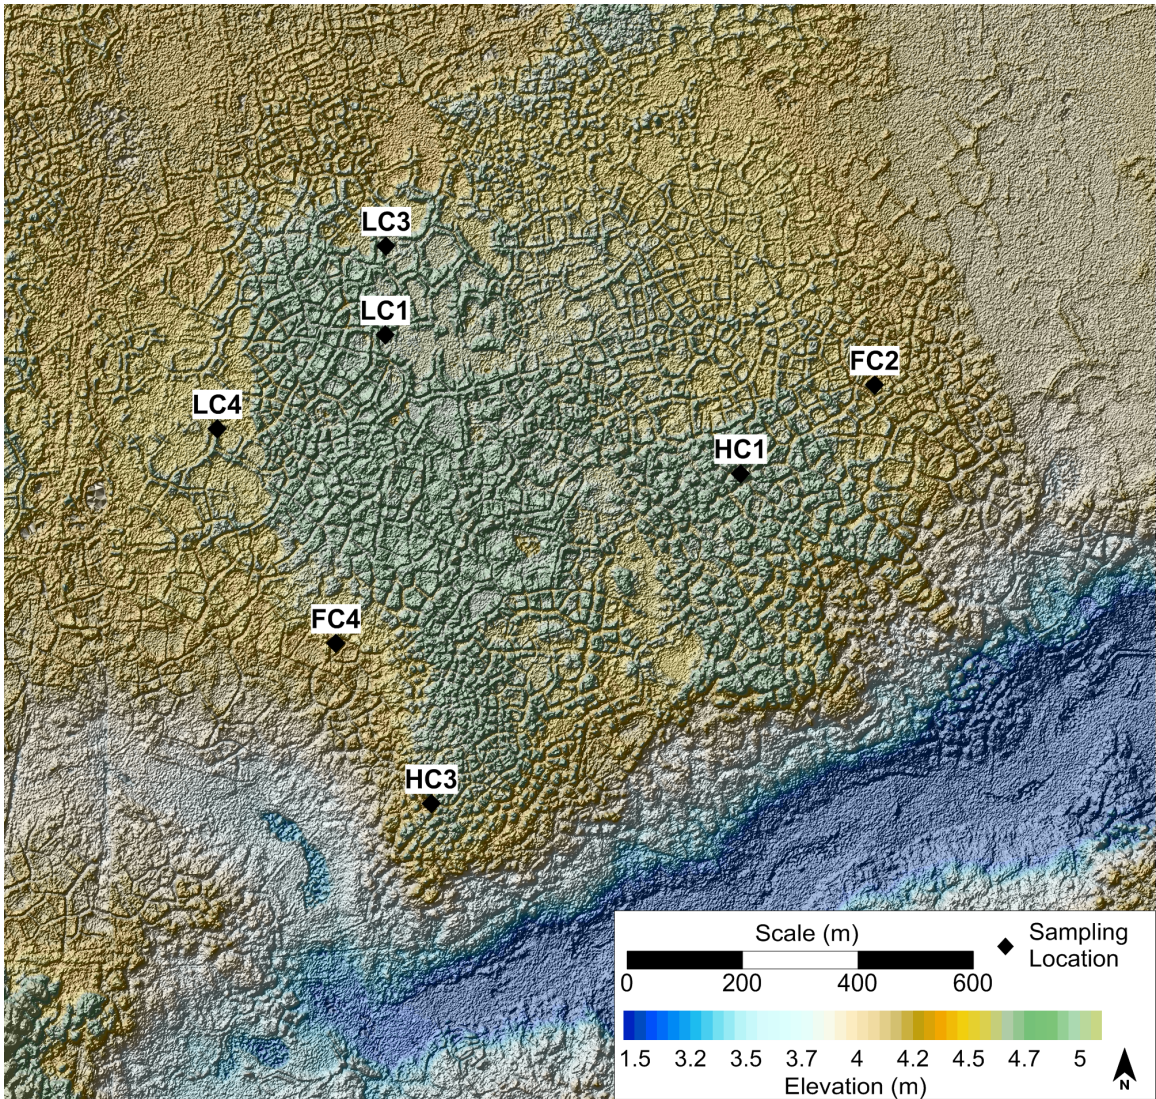 LC3
LC1
FC2
LC4
HC1
FC4
HC3
Scale (m)
Sampling
Location
0 200 400 600
1.5 3.2 3.5 3.7 4 4.2 4.5 4.7 5
Elevation (m)
N